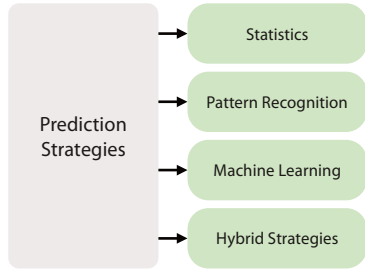 Prediction
Strategies
Statistics
Pattern Recognition
Machine Learning
Hybrid Strategies